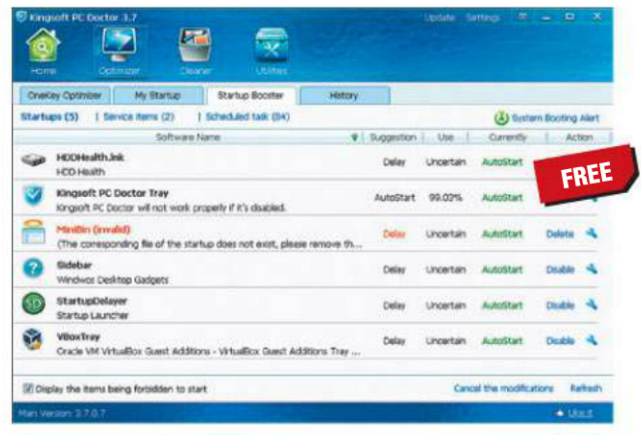 Kingsoft PC Doctor 3.7
Update Settings
Home Optimizer Cleaner Utilities
OneKey Optimizer My Startup Startup Booster History
Startups (5) | Service Items (2) | Scheduled task (84) System Booting Alert
Software Name Suggestion Use Currently Action
HDDHealth.lnk
HDD Health
Delay Uncertain AutoStart
FREE
Kingsoft PC Doctor Tray
Kingsoft PC Doctor will not work properly if it's disabled.
AutoStart 99.02% AutoStart
MiniBin (invalid)
(The corresponding file of the startup does not exist, please remove th...
Delay Uncertain AutoStart Delete
Sidebar
Windwos Desktop Gadgets
Delay Uncertain AutoStart Disable
SD
StartupDelayer
Startup Launcher
Delay Uncertain AutoStart Disable
VBoxTray
Oracle VM VirtualBox Guest Additions - VirtualBox Guest Additions Tray ...
Delay Uncertain AutoStart Disable
Display the items being forbidden to start Cancel the modifications Refresh
Main Version: 3.7.0.7